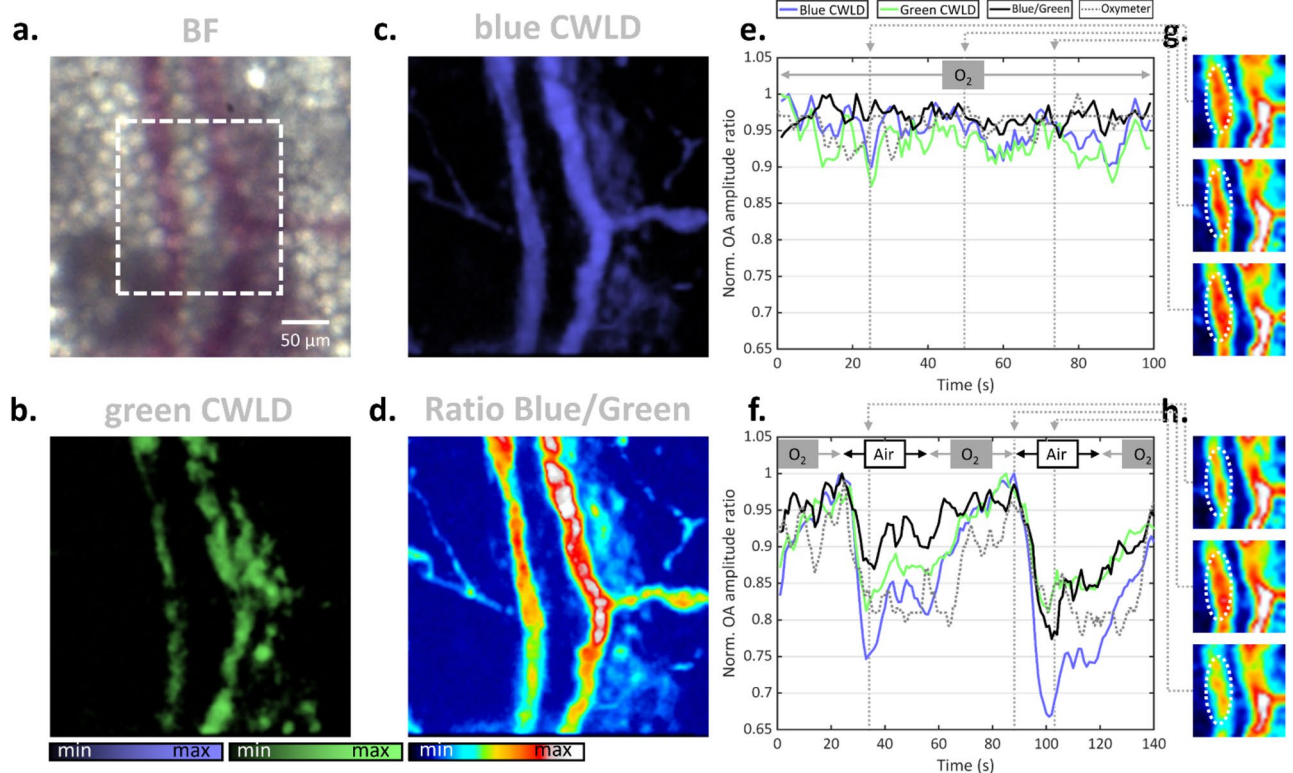 Blue CWLD Green CWLD Blue/Green Oxymeter
a. BF
c. blue CWLD
e.
g.
50 µm
O2
Norm. OA amplitude ratio
1.05
1
0.95
0.9
0.85
0.8
0.75
0.7
0.65
0 20 40 60 80 100
Time (s)
b. green CWLD
d. Ratio Blue/Green
f.
h.
O2 Air O2 Air O2
Norm. OA amplitude ratio
1.05
1
0.95
0.9
0.85
0.8
0.75
0.7
0.65
0 20 40 60 80 100 120 140
Time (s)
min max min max min max